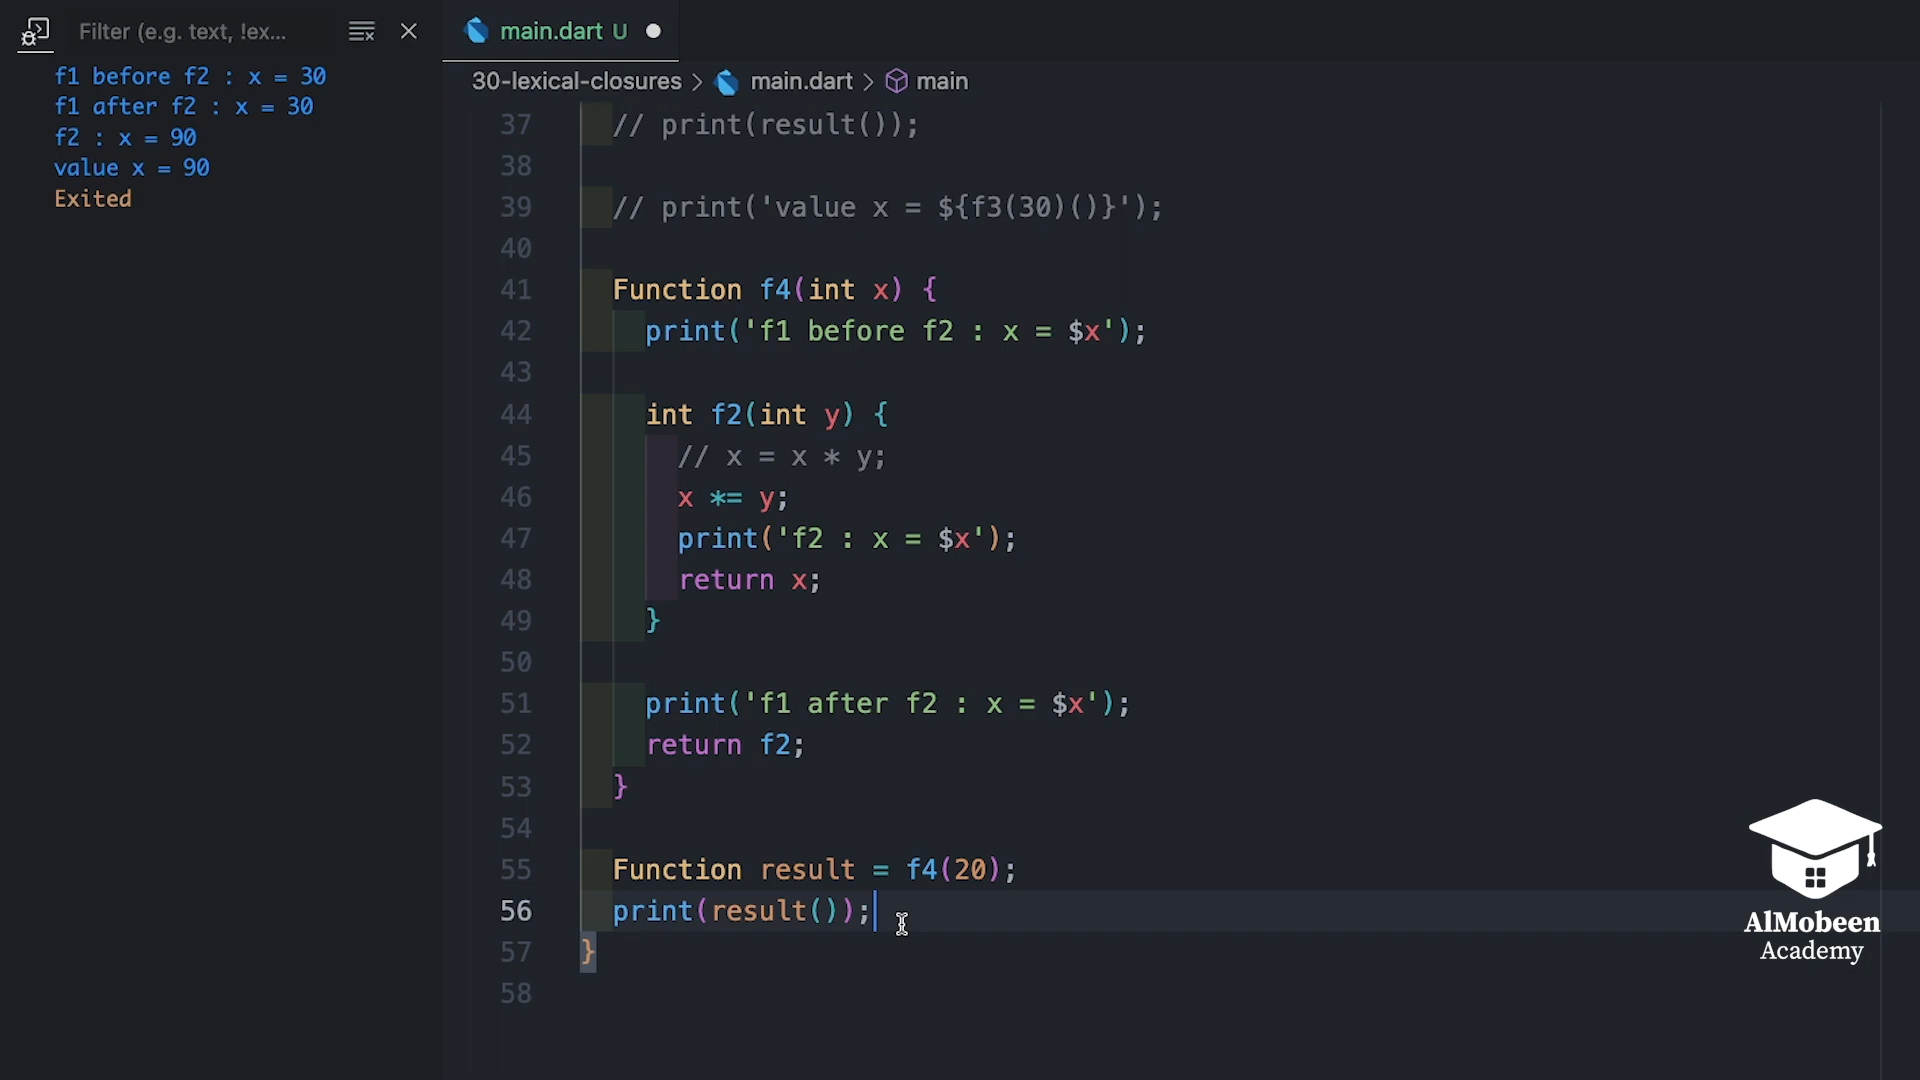 Filter (e.g. text, !ex...
f1 before f2 : x = 30
f1 after f2 : x = 30
f2 : x = 90
value x = 90
Exited
main.dart U
30-lexical-closures > main.dart > main
37 // print(result());
38
39 // print('value x = ${f3(30)()}');
40
41 Function f4(int x) {
42 print('f1 before f2 : x = $x');
43
44 int f2(int y) {
45 // x = x * y;
46 x *= y;
47 print('f2 : x = $x');
48 return x;
49 }
50
51 print('f1 after f2 : x = $x');
52 return f2;
53 }
54
55 Function result = f4(20);
56 print(result());
57 }
58
AlMobeen
Academy